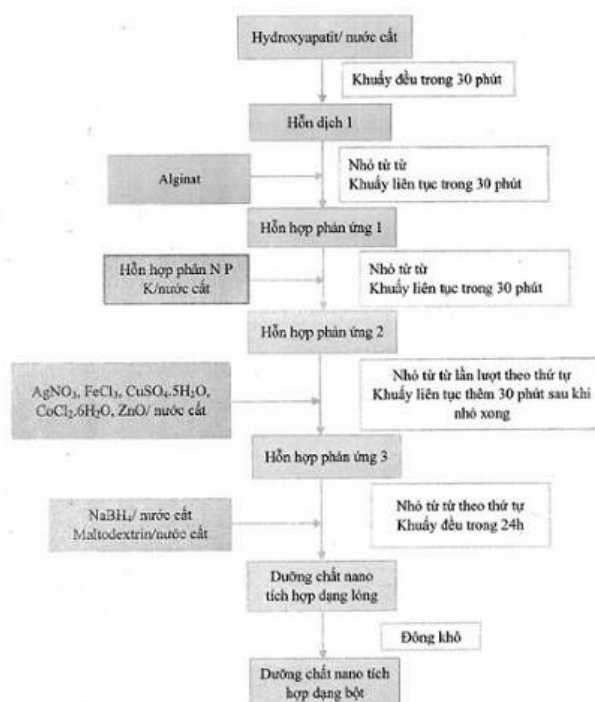 Hydroxyapatit/ nước cất
Khuấy đều trong 30 phút
Hỗn dịch 1
Alginat
Nhỏ từ từ
Khuấy liên tục trong 30 phút
Hỗn hợp phản ứng 1
Hỗn hợp phân N P
K/nước cất
Nhỏ từ từ
Khuấy liên tục trong 30 phút
Hỗn hợp phản ứng 2
AgNO₃, FeCl₃, CuSO₄.5H₂O,
CoCl₂.6H₂O, ZnO/ nước cất
Nhỏ từ từ lần lượt theo thứ tự
Khuấy liên tục thêm 30 phút sau khi
nhỏ xong
Hỗn hợp phản ứng 3
NaBH₄/ nước cất
Maltodextrin/nước cất
Nhỏ từ từ theo thứ tự
Khuấy đều trong 24h
Dưỡng chất nano
tích hợp dạng lỏng
Đông khô
Dưỡng chất nano tích
hợp dạng bột